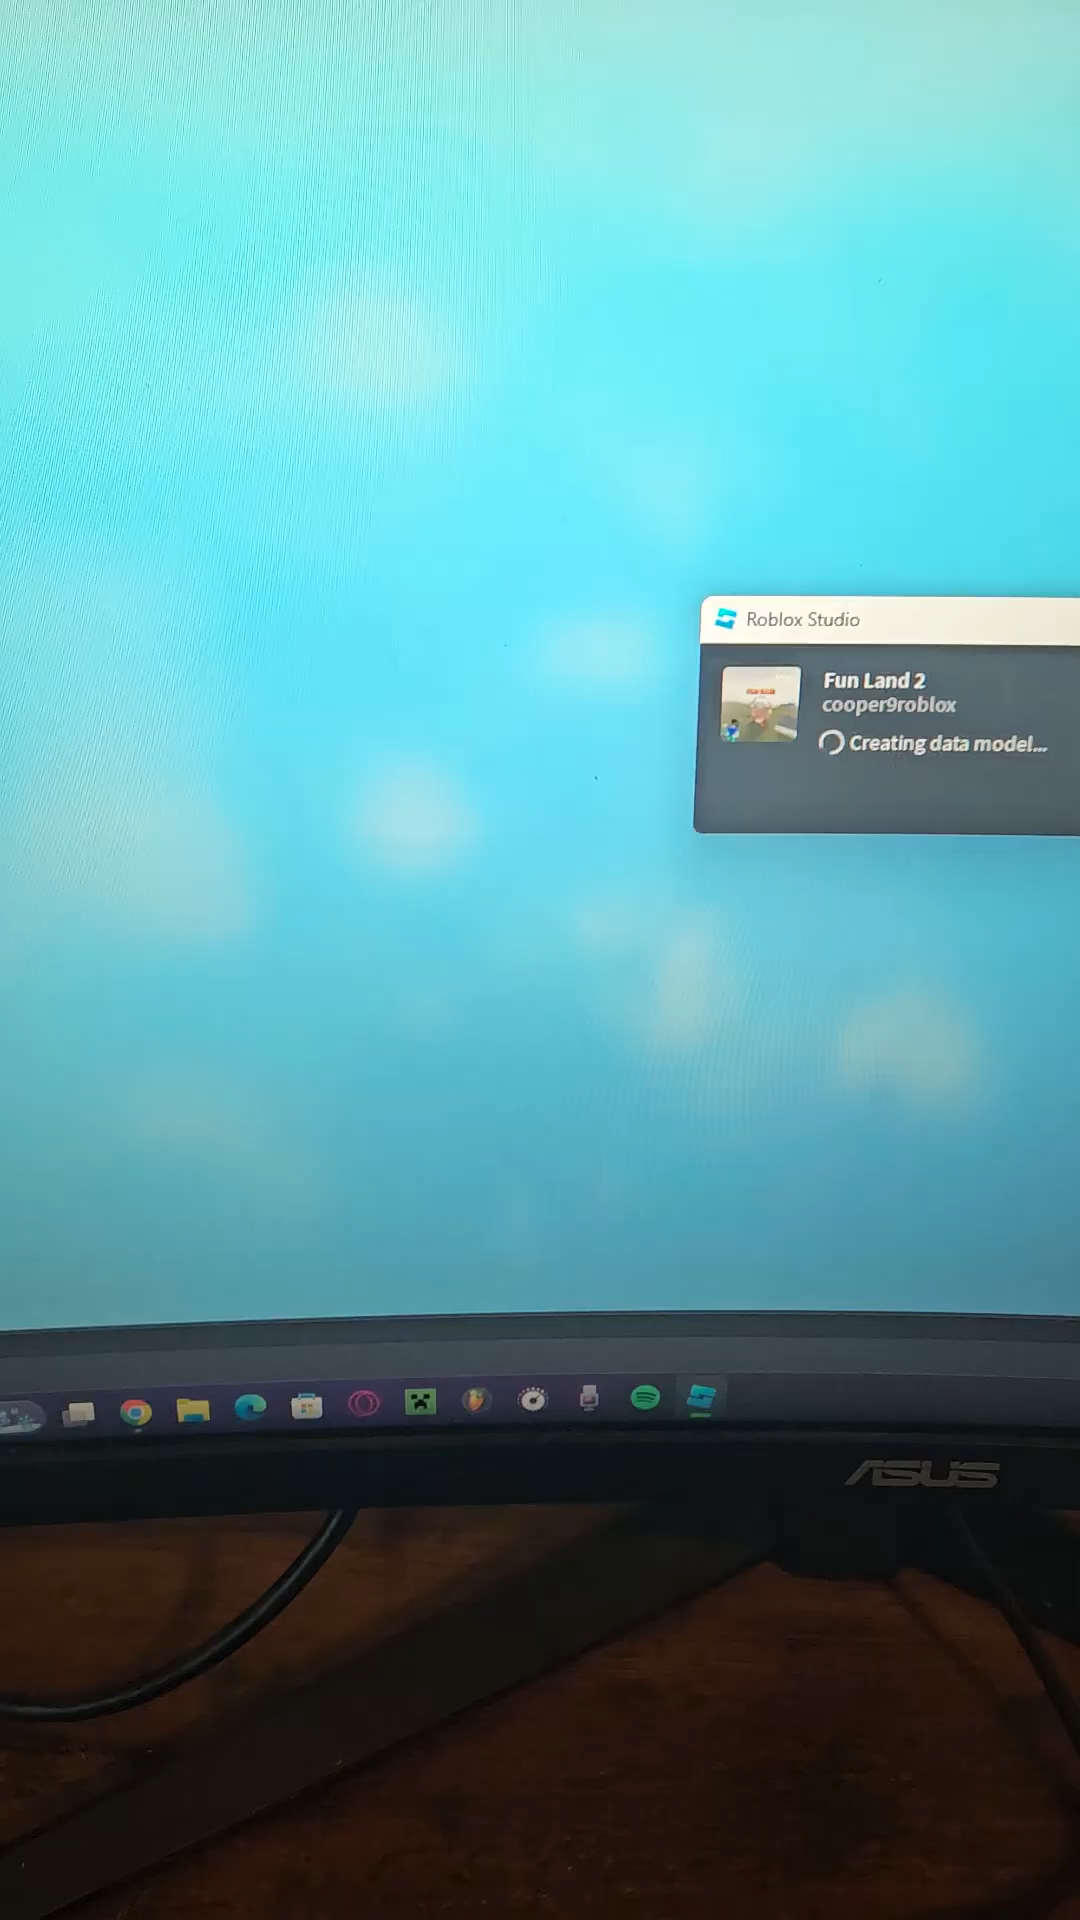 Roblox Studio
Fun Land 2
cooper9roblox
Creating data model...
ASUS